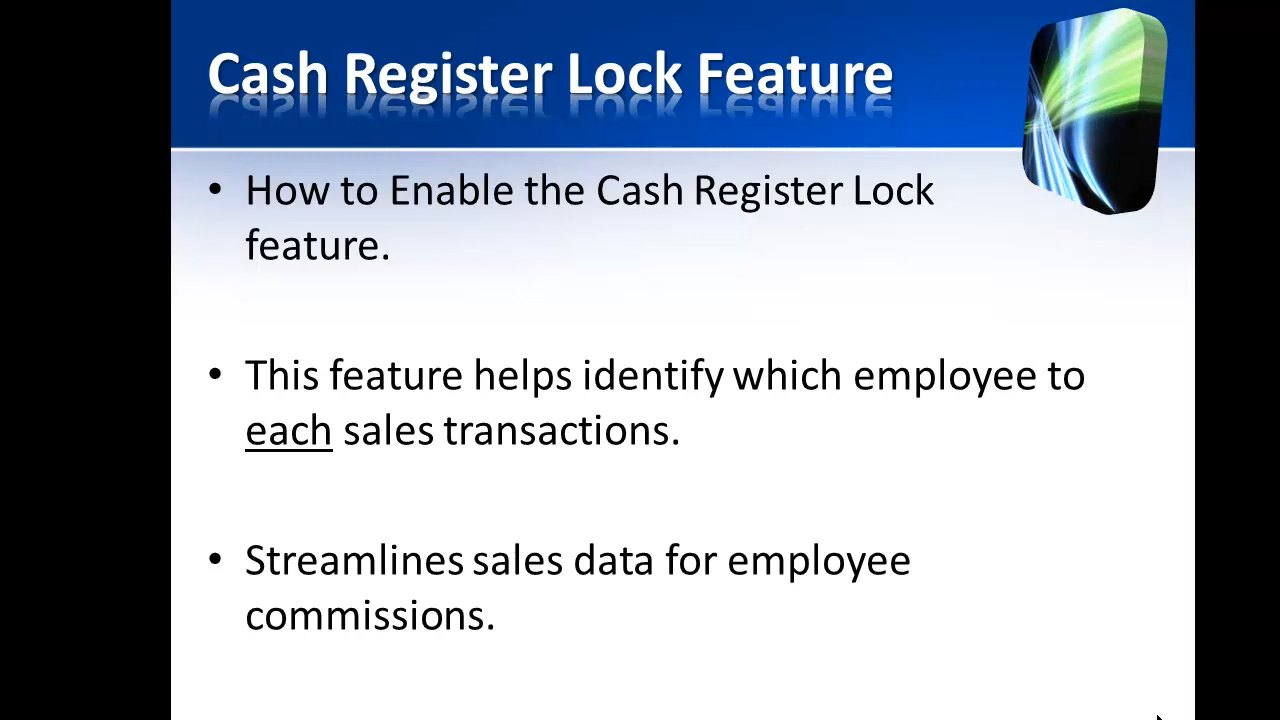 Cash Register Lock Feature
• How to Enable the Cash Register Lock
feature.
• This feature helps identify which employee to
each sales transactions.
• Streamlines sales data for employee
commissions.